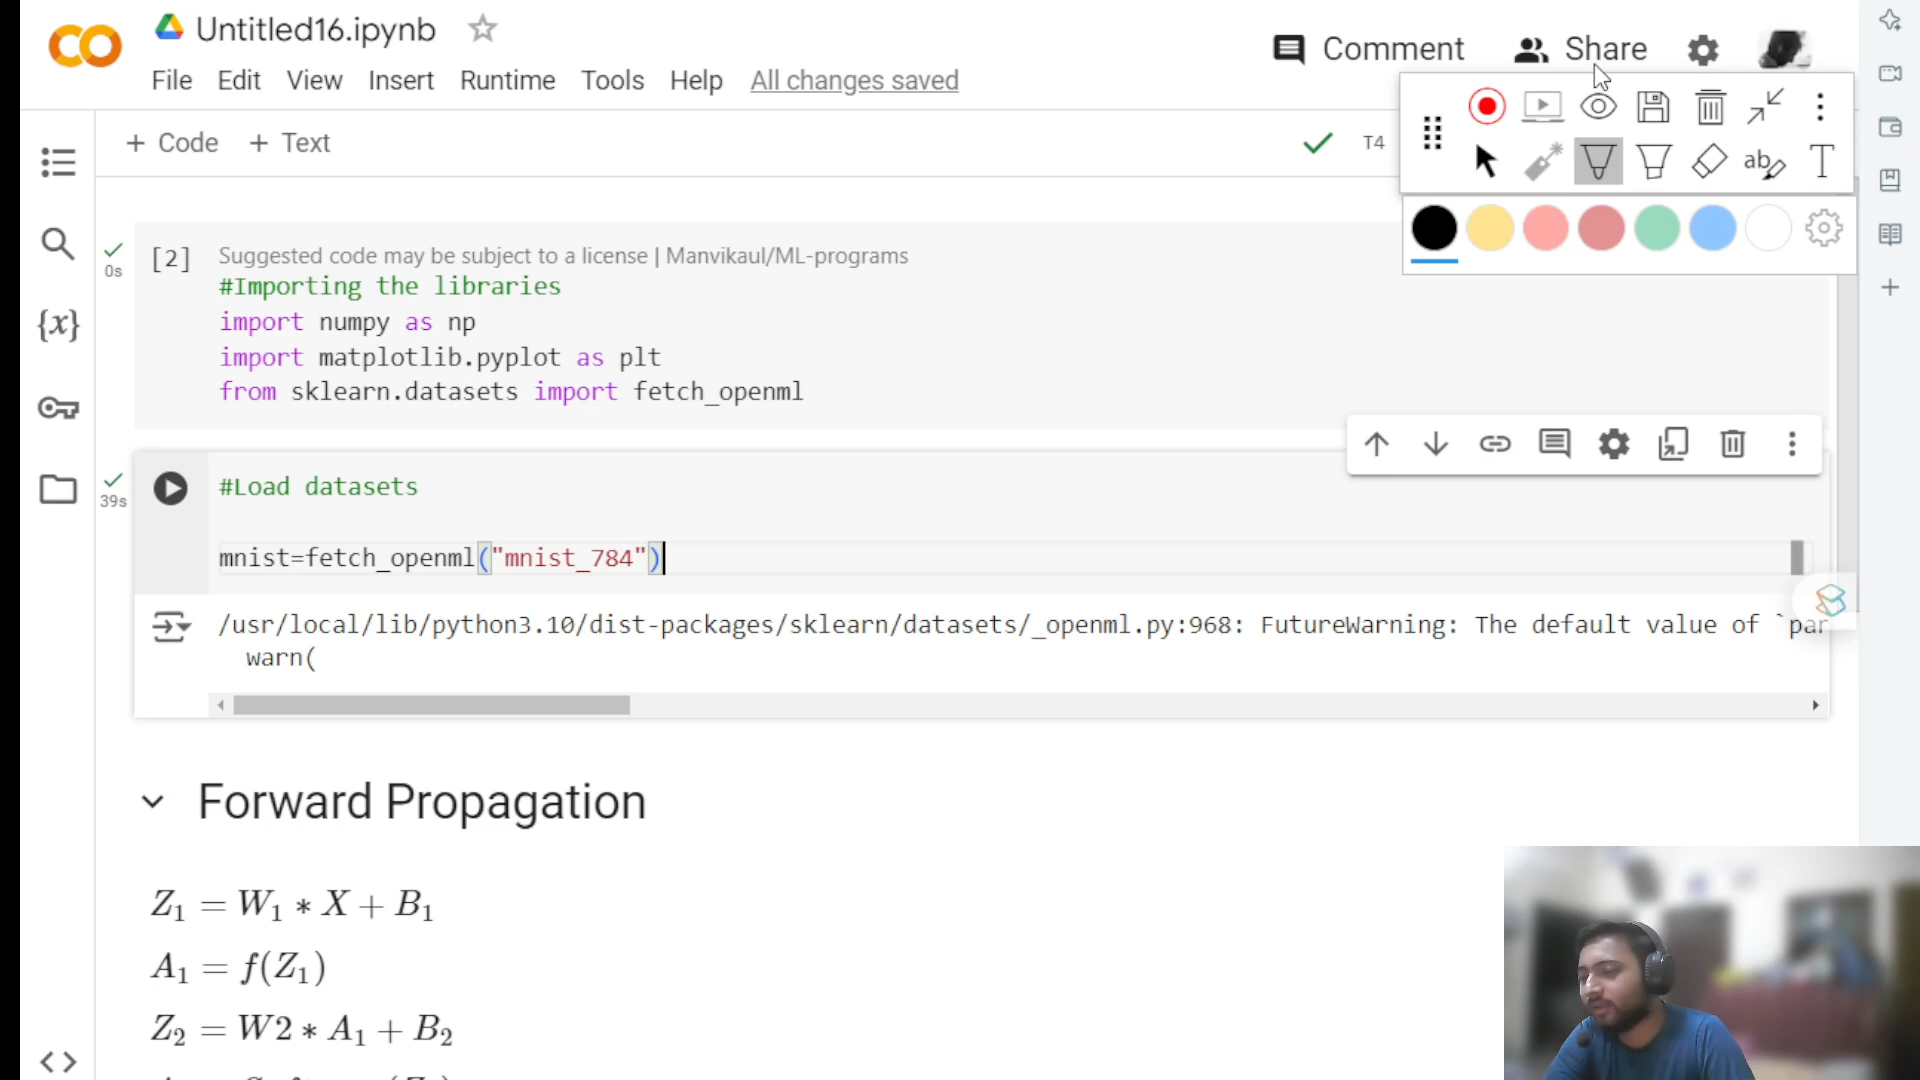 Untitled16.ipynb
Comment
Share
File Edit View Insert Runtime Tools Help All changes saved
+ Code + Text
T4
[2]
0s
Suggested code may be subject to a license | Manvikaul/ML-programs
#Importing the libraries
import numpy as np
import matplotlib.pyplot as plt
from sklearn.datasets import fetch_openml
39s
#Load datasets
mnist=fetch_openml("mnist_784")
/usr/local/lib/python3.10/dist-packages/sklearn/datasets/_openml.py:968: FutureWarning: The default value of `par
warn(
Forward Propagation
Z₁ = W₁ * X + B₁
A₁ = f(Z₁)
Z₂ = W2 * A₁ + B₂